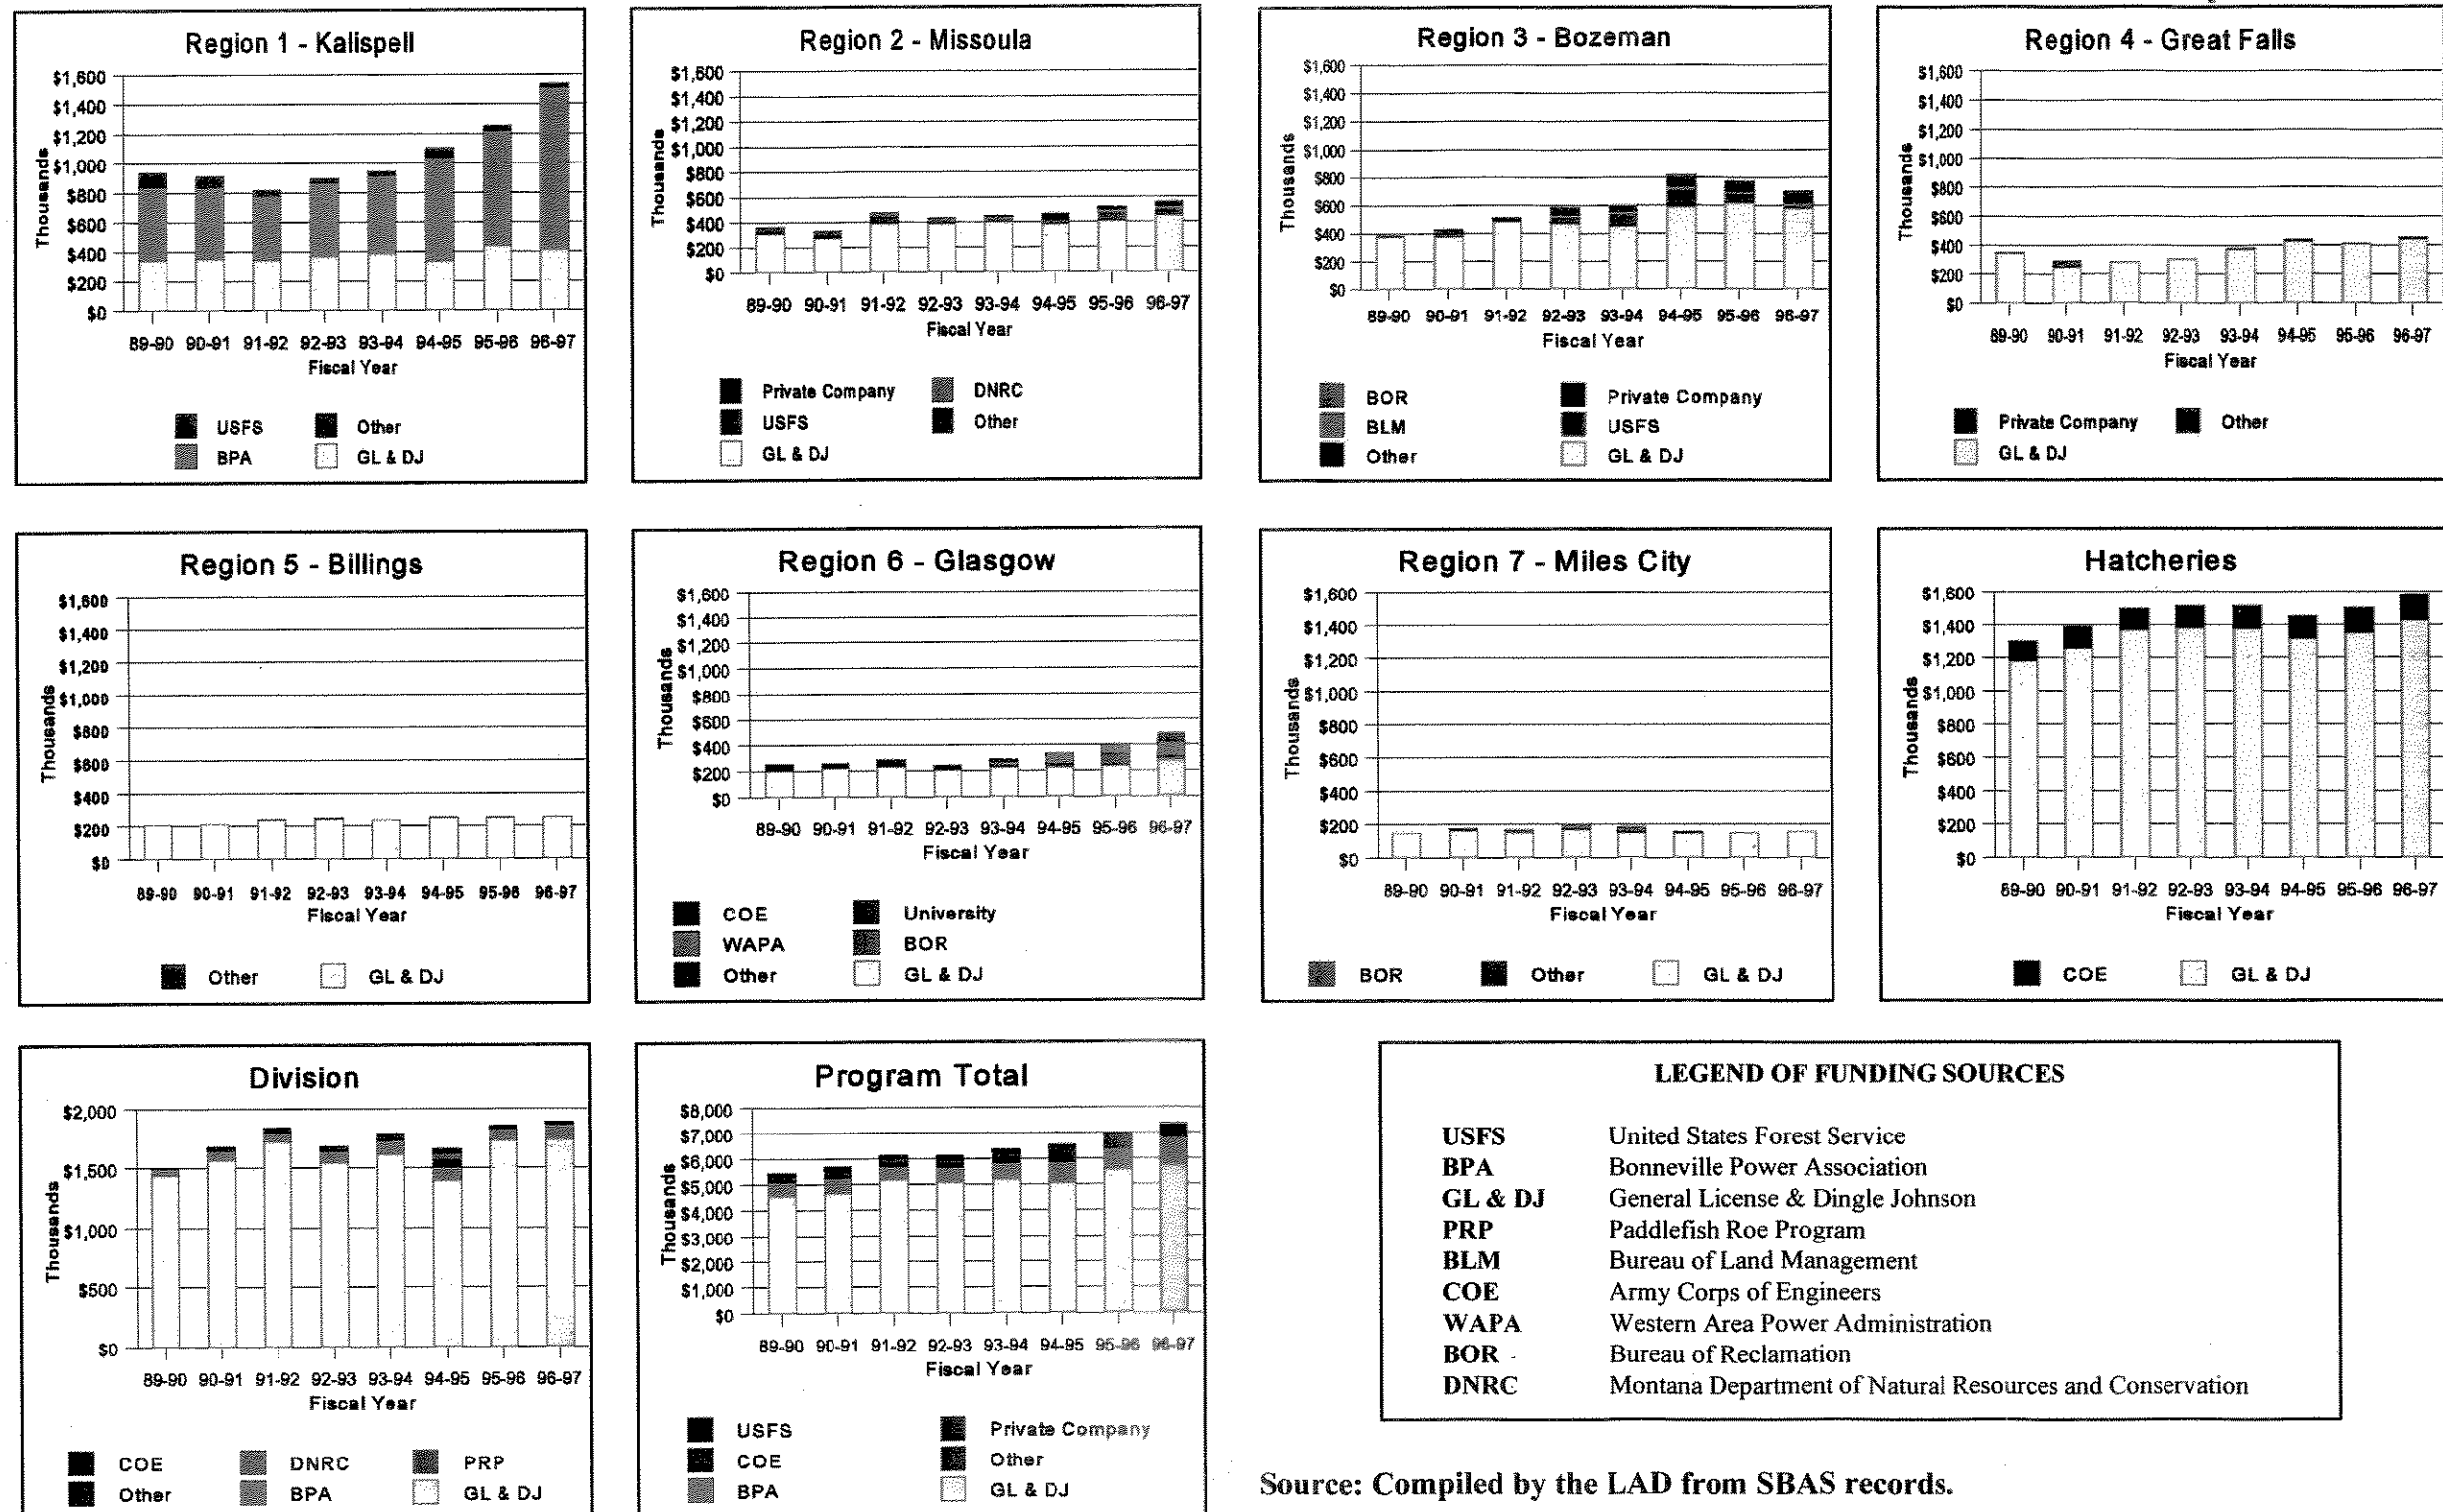 Region 1 - Kalispell
Thousands
$1,600
$1,400
$1,200
$1,000
$800
$600
$400
$200
$0
89-90 90-91 91-92 92-93 93-94 94-95 95-96 96-97
Fiscal Year
USFS Other
BPA GL & DJ
Region 2 - Missoula
Thousands
$1,600
$1,400
$1,200
$1,000
$800
$600
$400
$200
$0
89-90 90-91 91-92 92-93 93-94 94-95 95-96 96-97
Fiscal Year
Private Company DNRC
USFS Other
GL & DJ
Region 3 - Bozeman
Thousands
$1,600
$1,400
$1,200
$1,000
$800
$600
$400
$200
$0
89-90 90-91 91-92 92-93 93-94 94-95 95-96 96-97
Fiscal Year
BOR Private Company
BLM USFS
Other GL & DJ
Region 4 - Great Falls
Thousands
$1,600
$1,400
$1,200
$1,000
$800
$600
$400
$200
$0
89-90 90-91 91-92 92-93 93-94 94-95 95-96 96-97
Fiscal Year
Private Company Other
GL & DJ
Region 5 - Billings
Thousands
$1,600
$1,400
$1,200
$1,000
$800
$600
$400
$200
$0
89-90 90-91 91-92 92-93 93-94 94-95 95-96 96-97
Fiscal Year
Other GL & DJ
Region 6 - Glasgow
Thousands
$1,600
$1,400
$1,200
$1,000
$800
$600
$400
$200
$0
89-90 90-91 91-92 92-93 93-94 94-95 95-96 96-97
Fiscal Year
COE University
WAPA BOR
Other GL & DJ
Region 7 - Miles City
Thousands
$1,600
$1,400
$1,200
$1,000
$800
$600
$400
$200
$0
89-90 90-91 91-92 92-93 93-94 94-95 95-96 96-97
Fiscal Year
BOR Other GL & DJ
Hatcheries
Thousands
$1,600
$1,400
$1,200
$1,000
$800
$600
$400
$200
$0
89-90 90-91 91-92 92-93 93-94 94-95 95-96 96-97
Fiscal Year
COE GL & DJ
Division
Thousands
$2,000
$1,500
$1,000
$500
$0
89-90 90-91 91-92 92-93 93-94 94-95 95-96 96-97
Fiscal Year
COE DNRC PRP
Other BPA GL & DJ
Program Total
Thousands
$8,000
$7,000
$6,000
$5,000
$4,000
$3,000
$2,000
$1,000
$0
89-90 90-91 91-92 92-93 93-94 94-95 95-96 96-97
Fiscal Year
USFS Private Company
COE Other
BPA GL & DJ
LEGEND OF FUNDING SOURCES
USFS United States Forest Service
BPA Bonneville Power Association
GL & DJ General License & Dingle Johnson
PRP Paddlefish Roe Program
BLM Bureau of Land Management
COE Army Corps of Engineers
WAPA Western Area Power Administration
BOR Bureau of Reclamation
DNRC Montana Department of Natural Resources and Conservation
Source: Compiled by the LAD from SBAS records.